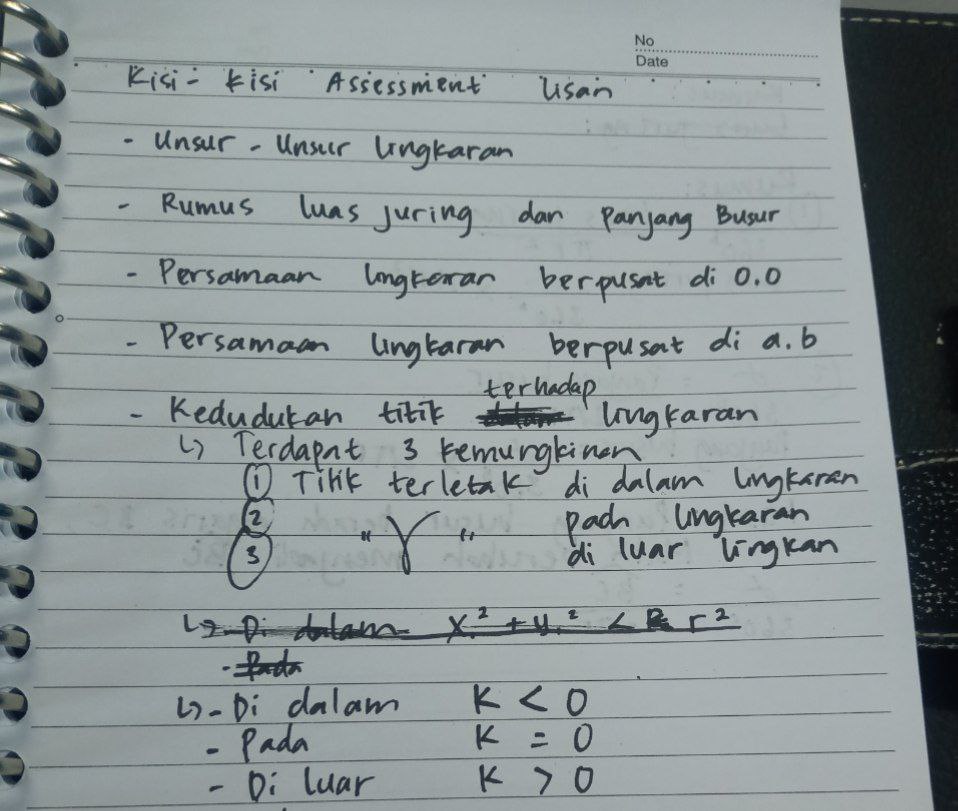 No
Date
Kisi - kisi Assessment Lisan
- Unsur - Unsur lingkaran
- Rumus luas juring dan Panjang Busur
- Persamaan lingkaran berpusat di 0.0
- Persamaan lingkaran berpusat di a.b
terhadap
- Kedudukan titik dalam lingkaran
↳ Terdapat 3 kemungkinan
① Titik terletak di dalam lingkaran
② " " pada lingkaran
③ di luar lingkan
↳ - Di dalam x.² + y.² < R r²
- Pada
↳ - Di dalam K < 0
- Pada K = 0
- Di luar K > 0